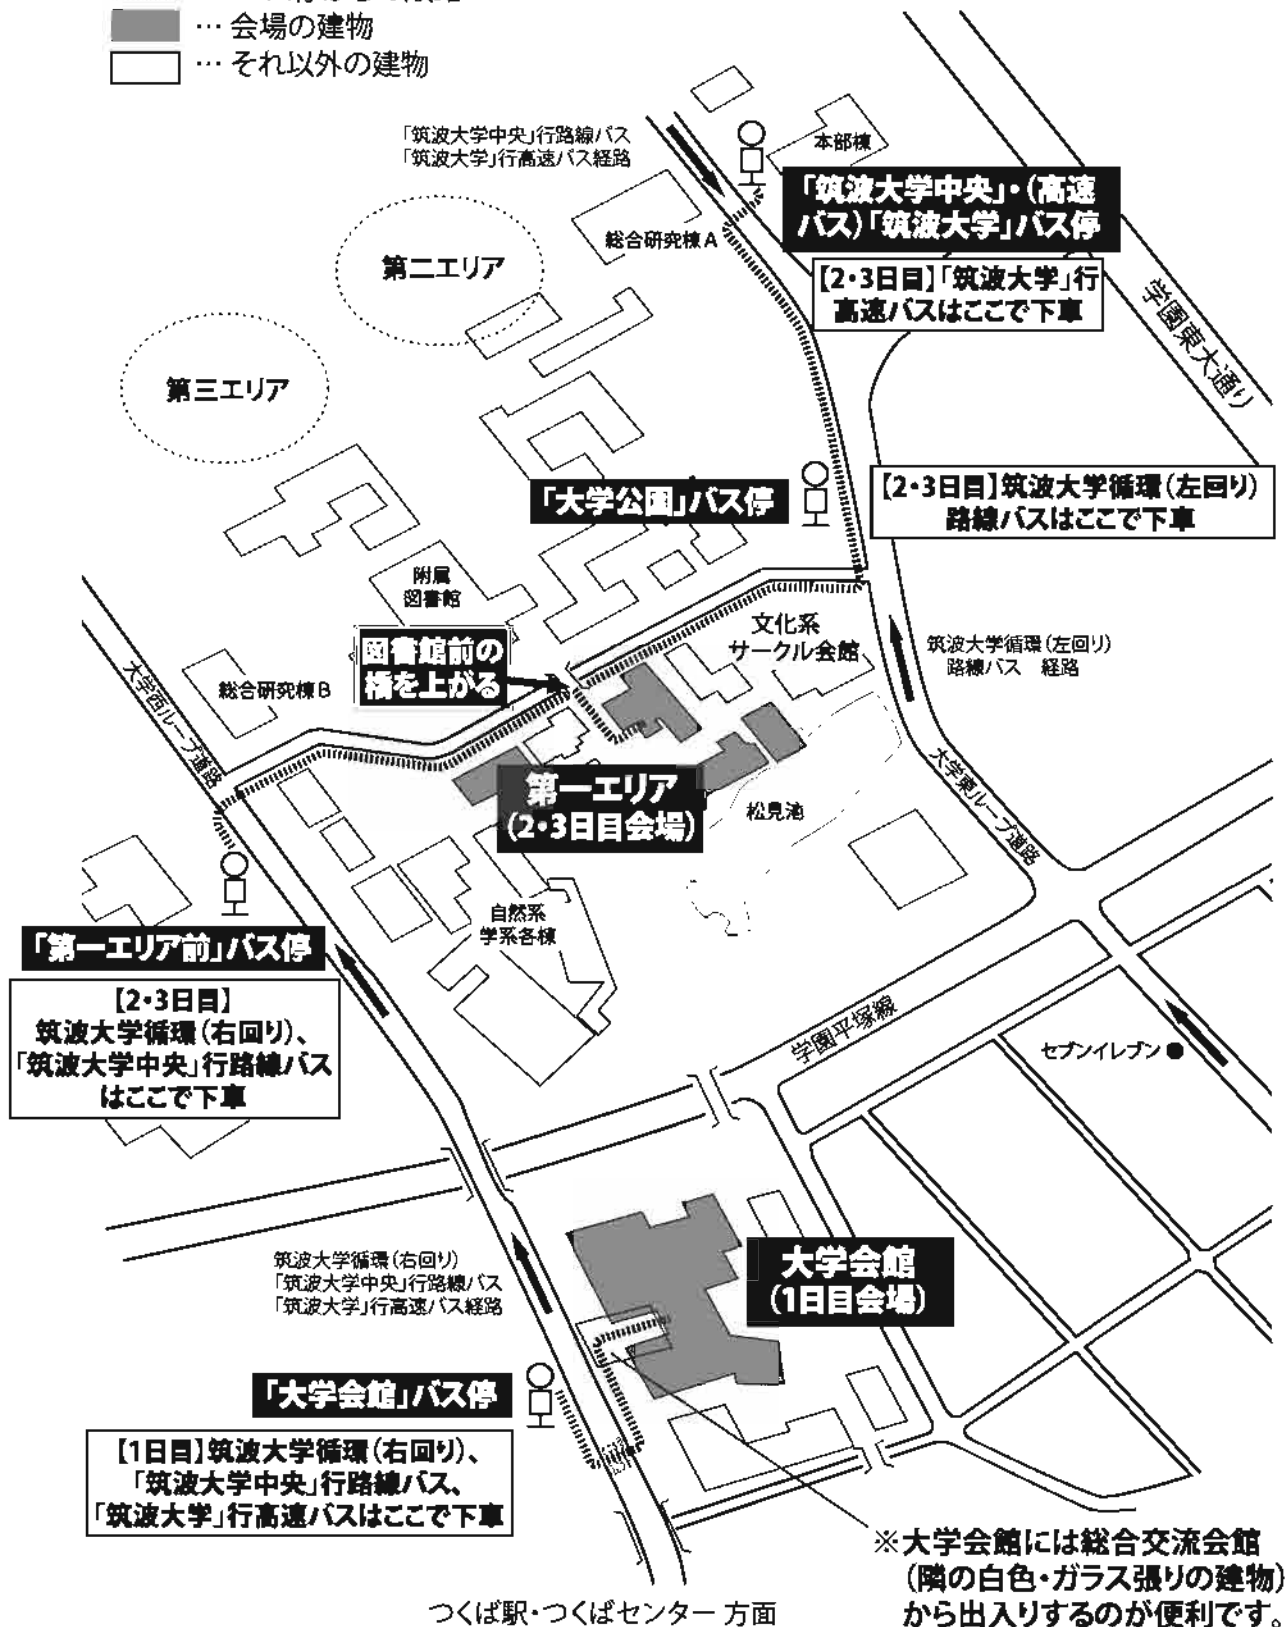 … 会場の建物
… それ以外の建物
「筑波大学中央」行路線バス
「筑波大学」行高速バス経路
本部棟
「筑波大学中央」・(高速
バス)「筑波大学」バス停
総合研究棟A
【2・3日目】「筑波大学」行
高速バスはここで下車
第二エリア
学園東大通り
第三エリア
「大学公園」バス停
【2・3日目】筑波大学循環(左回り)
路線バスはここで下車
附属
図書館
文化系
サークル会館
図書館前の
橋を上がる
筑波大学循環(左回り)
路線バス 経路
総合研究棟B
大学西ループ道路
第一エリア
(2・3日目会場)
松見池
大学東ループ道路
自然系
学系各棟
「第一エリア前」バス停
【2・3日目】
筑波大学循環(右回り)、
「筑波大学中央」行路線バス
はここで下車
学園平塚線
セブンイレブン
筑波大学循環(右回り)
「筑波大学中央」行路線バス
「筑波大学」行高速バス経路
大学会館
(1日目会場)
「大学会館」バス停
【1日目】筑波大学循環(右回り)、
「筑波大学中央」行路線バス、
「筑波大学」行高速バスはここで下車
※大学会館には総合交流会館
(隣の白色・ガラス張りの建物)
から出入りするのが便利です。
つくば駅・つくばセンター 方面